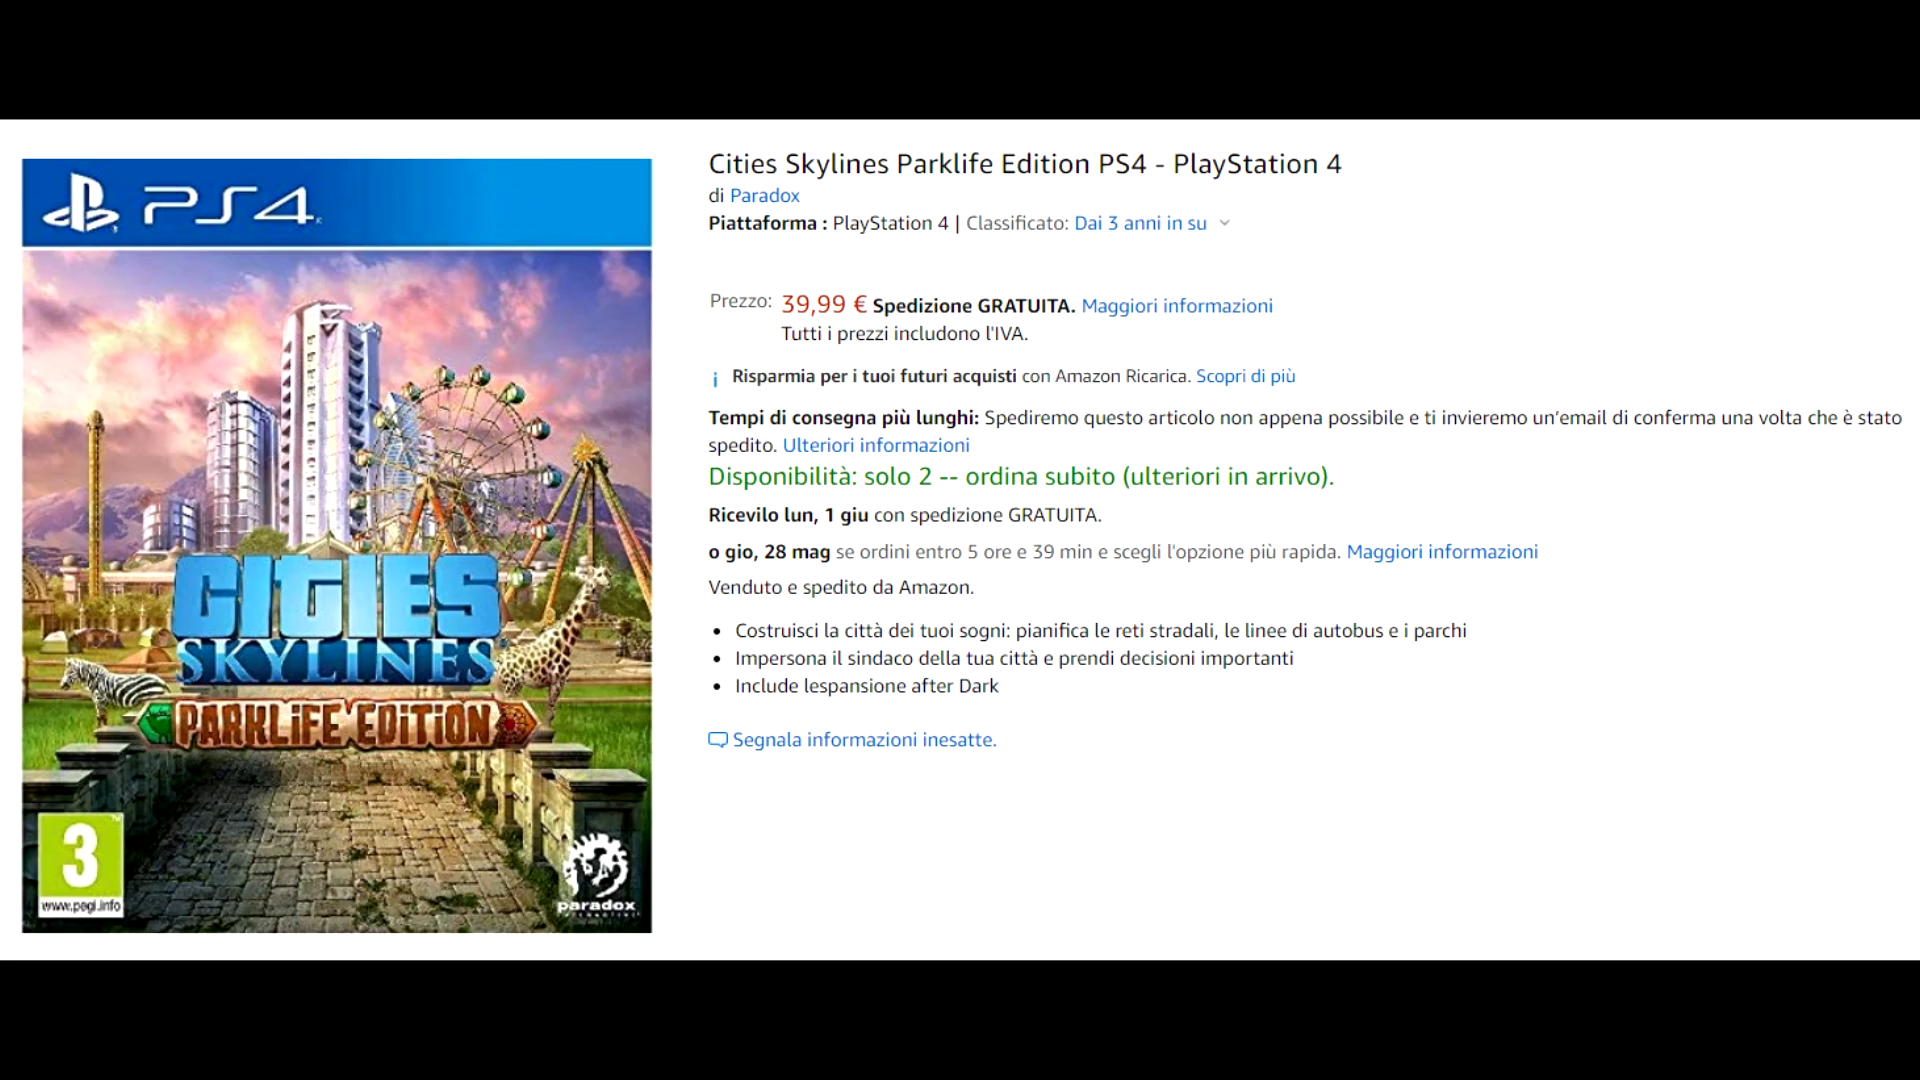 PS4
CITIES
SKYLINES
PARKLIFE EDITION
3
www.pegi.info
paradox
Cities Skylines Parklife Edition PS4 - PlayStation 4
di Paradox
Piattaforma : PlayStation 4 | Classificato: Dai 3 anni in su
Prezzo: 39,99 € Spedizione GRATUITA. Maggiori informazioni
Tutti i prezzi includono l'IVA.
Risparmia per i tuoi futuri acquisti con Amazon Ricarica. Scopri di più
Tempi di consegna più lunghi: Spediremo questo articolo non appena possibile e ti invieremo un'email di conferma una volta che è stato
spedito. Ulteriori informazioni
Disponibilità: solo 2 -- ordina subito (ulteriori in arrivo).
Ricevilo lun, 1 giu con spedizione GRATUITA.
o gio, 28 mag se ordini entro 5 ore e 39 min e scegli l'opzione più rapida. Maggiori informazioni
Venduto e spedito da Amazon.
• Costruisci la città dei tuoi sogni: pianifica le reti stradali, le linee di autobus e i parchi
• Impersona il sindaco della tua città e prendi decisioni importanti
• Include lespansione after Dark
Segnala informazioni inesatte.